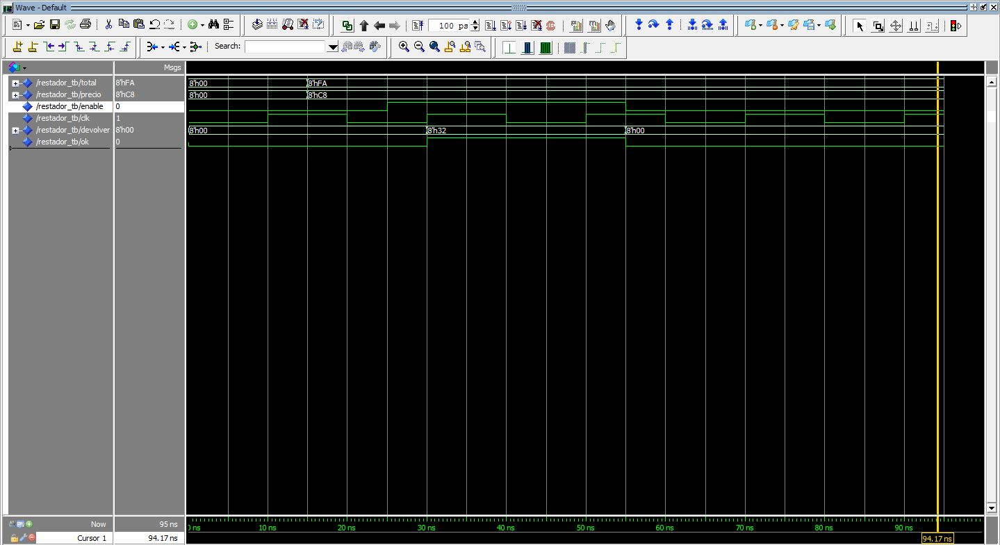 Wave - Default
100 ps
Search:
Msgs
/restador_tb/total 8'hFA 8'h00 8'hFA
/restador_tb/precio 8'hC8 8'h00 8'hC8
/restador_tb/enable 0
/restador_tb/clk 1
/restador_tb/devolver 8'h00 8'h00 8'h32 8'h00
/restador_tb/ok 0
Now 95 ns 0 ns 10 ns 20 ns 30 ns 40 ns 50 ns 60 ns 70 ns 80 ns 90 ns
Cursor 1 94.17 ns 94.17 ns